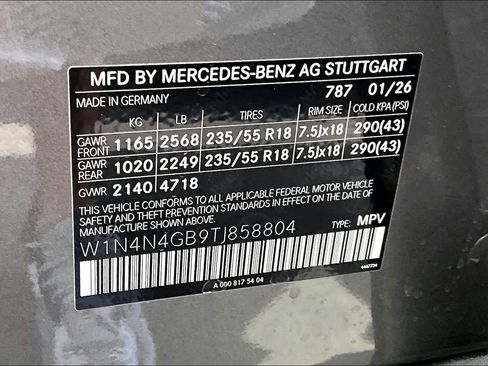 MFD BY MERCEDES-BENZ AG STUTTGART
MADE IN GERMANY 787 01/26
KG LB TIRES RIM SIZE COLD KPA(PSI)
GAWR FRONT 1165 2568 235/55 R18 7.5Jx18 290(43)
GAWR REAR 1020 2249 235/55 R18 7.5Jx18 290(43)
GVWR 2140 4718
THIS VEHICLE CONFORMS TO ALL APPLICABLE FEDERAL MOTOR VEHICLE
SAFETY STANDARDS IN EFFECT ON THE DATE OF MANUFACTURE SHOWN ABOVE.
W1N4N4GB9TJ858804 TYPE: MPV
A 000 817 54 04